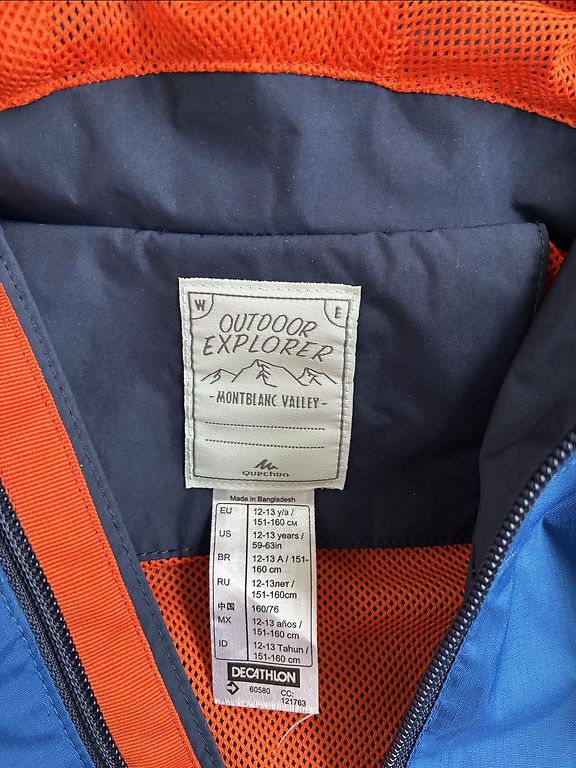 W
E
OUTDOOR
EXPLORER
-MONTBLANC VALLEY-
Quechua
Made in Bangladesh
EU 12-13 y/a /
151-160 CM
US 12-13 years /
59-63in
BR 12-13 A / 151-
160 cm
RU 12-13лет /
151-160cm
中国 160/76
MX 12-13 años /
151-160 cm
ID 12-13 Tahun /
151-160 cm
DECATHLON
60580 CC:
121763